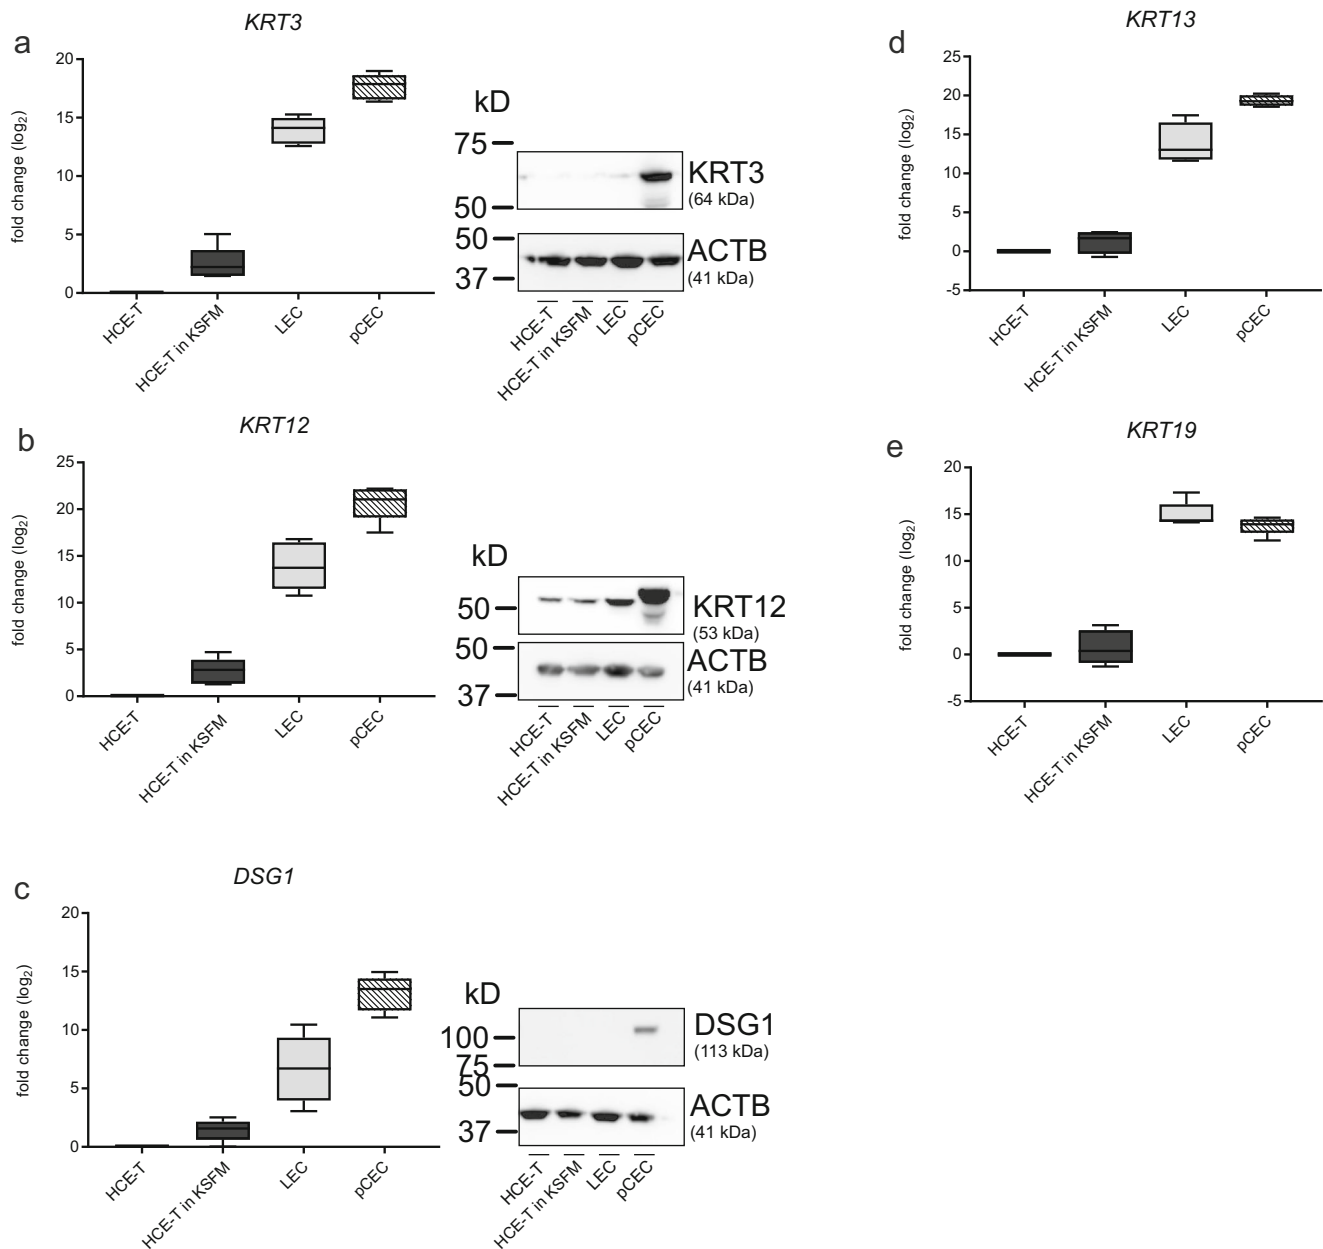 a
KRT3
fold change (log2)
20
15
10
5
0
HCE-T
HCE-T in KSFM
LEC
pCEC
kD
75
50
KRT3
(64 kDa)
50
37
ACTB
(41 kDa)
HCE-T
HCE-T in KSFM
LEC
pCEC
b
KRT12
fold change (log2)
25
20
15
10
5
0
HCE-T
HCE-T in KSFM
LEC
pCEC
kD
50
KRT12
(53 kDa)
50
37
ACTB
(41 kDa)
HCE-T
HCE-T in KSFM
LEC
pCEC
c
DSG1
fold change (log2)
20
15
10
5
0
HCE-T
HCE-T in KSFM
LEC
pCEC
kD
100
75
DSG1
(113 kDa)
50
37
ACTB
(41 kDa)
HCE-T
HCE-T in KSFM
LEC
pCEC
d
KRT13
fold change (log2)
25
20
15
10
5
0
-5
HCE-T
HCE-T in KSFM
LEC
pCEC
e
KRT19
fold change (log2)
20
15
10
5
0
-5
HCE-T
HCE-T in KSFM
LEC
pCEC